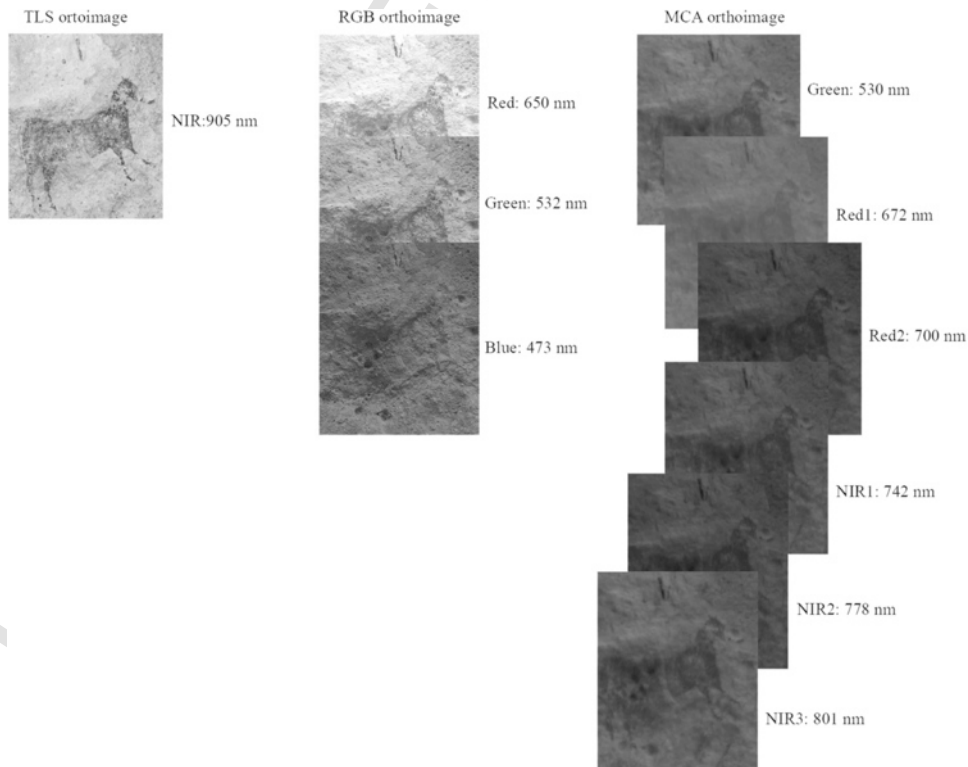 TLS ortoimage
NIR:905 nm
RGB orthoimage
Red: 650 nm
Green: 532 nm
Blue: 473 nm
MCA orthoimage
Green: 530 nm
Red1: 672 nm
Red2: 700 nm
NIR1: 742 nm
NIR2: 778 nm
NIR3: 801 nm